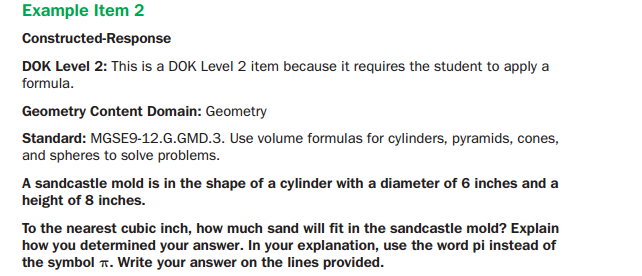 Example Item 2
Constructed-Response
DOK Level 2: This is a DOK Level 2 item because it requires the student to apply a
formula.
Geometry Content Domain: Geometry
Standard: MGSE9-12.G.GMD.3. Use volume formulas for cylinders, pyramids, cones,
and spheres to solve problems.
A sandcastle mold is in the shape of a cylinder with a diameter of 6 inches and a
height of 8 inches.
To the nearest cubic inch, how much sand will fit in the sandcastle mold? Explain
how you determined your answer. In your explanation, use the word pi instead of
the symbol π. Write your answer on the lines provided.